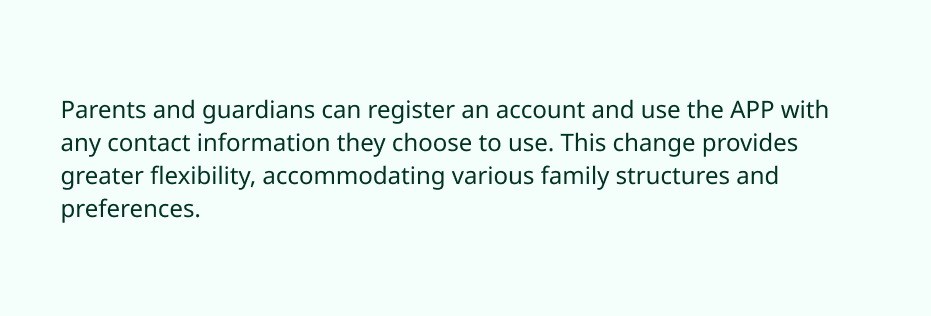 Parents and guardians can register an account and use the APP with
any contact information they choose to use. This change provides
greater flexibility, accommodating various family structures and
preferences.